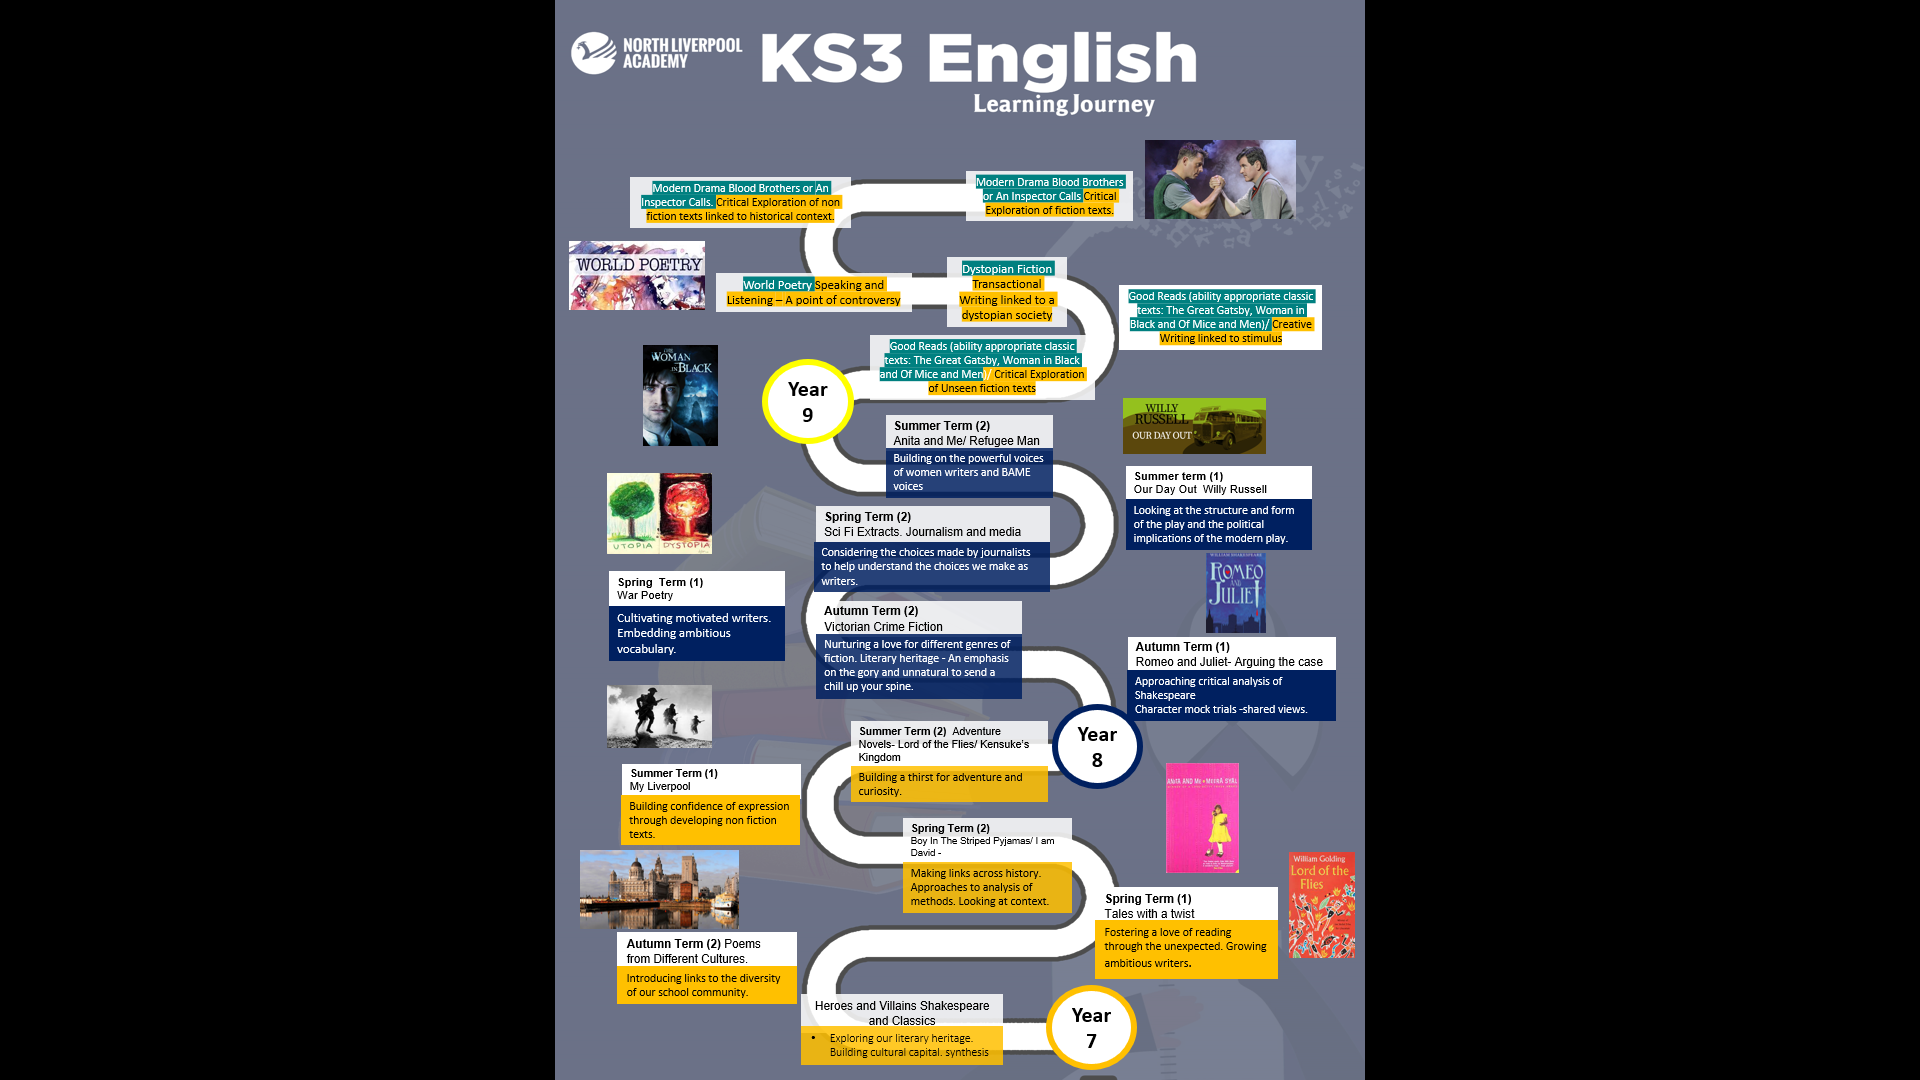 NORTH LIVERPOOL
ACADEMY
KS3 English
Learning Journey
Modern Drama Blood Brothers or An
Inspector Calls. Critical Exploration of non
fiction texts linked to historical context.
Modern Drama Blood Brothers
or An Inspector Calls Critical
Exploration of fiction texts.
WORLD POETRY
World Poetry Speaking and
Listening – A point of controversy
Dystopian Fiction
Transactional
Writing linked to a
dystopian society
Good Reads (ability appropriate classic
texts: The Great Gatsby, Woman in
Black and Of Mice and Men)/ Creative
Writing linked to stimulus
Good Reads (ability appropriate classic
texts: The Great Gatsby, Woman in Black
and Of Mice and Men)/ Critical Exploration
of Unseen fiction texts
THE
WOMAN
IN BLACK
Year
9
WILLY
RUSSELL
OUR DAY OUT
Summer Term (2)
Anita and Me/ Refugee Man
Building on the powerful voices
of women writers and BAME
voices
Summer term (1)
Our Day Out Willy Russell
Looking at the structure and form
of the play and the political
implications of the modern play.
UTOPIA DYSTOPIA
Spring Term (2)
Sci Fi Extracts. Journalism and media
Considering the choices made by journalists
to help understand the choices we make as
writers.
WILLIAM SHAKESPEARE
ROMEO
AND
JULIET
Spring Term (1)
War Poetry
Cultivating motivated writers.
Embedding ambitious
vocabulary.
Autumn Term (2)
Victorian Crime Fiction
Nurturing a love for different genres of
fiction. Literary heritage - An emphasis
on the gory and unnatural to send a
chill up your spine.
Autumn Term (1)
Romeo and Juliet- Arguing the case
Approaching critical analysis of
Shakespeare
Character mock trials -shared views.
Year
8
Summer Term (2) Adventure
Novels- Lord of the Flies/ Kensuke's
Kingdom
Building a thirst for adventure and
curiosity.
Summer Term (1)
My Liverpool
Building confidence of expression
through developing non fiction
texts.
ANITA AND ME • MEERA SYAL
Spring Term (2)
Boy In The Striped Pyjamas/ I am
David -
Making links across history.
Approaches to analysis of
methods. Looking at context.
William Golding
Lord of the
Flies
Spring Term (1)
Tales with a twist
Fostering a love of reading
through the unexpected. Growing
ambitious writers.
Autumn Term (2) Poems
from Different Cultures.
Introducing links to the diversity
of our school community.
Heroes and Villains Shakespeare
and Classics
• Exploring our literary heritage.
Building cultural capital. synthesis
Year
7